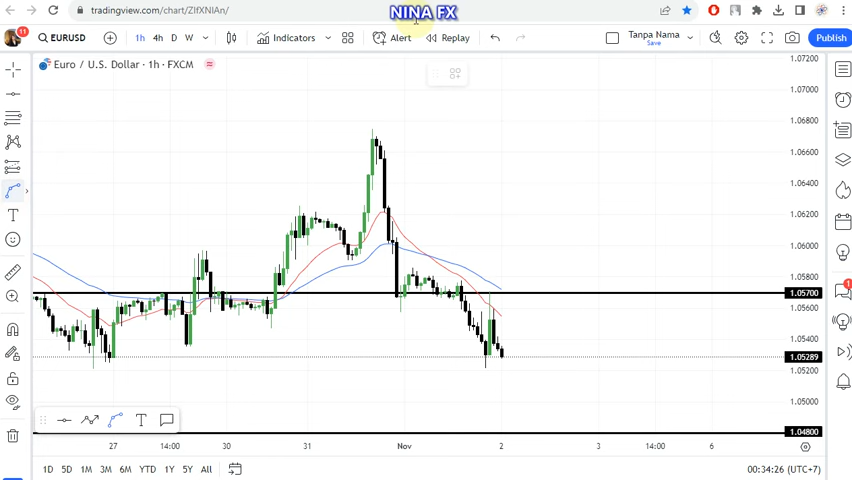 tradingview.com/chart/ZIfXNIAn/
NINA FX
11
EURUSD
1h 4h D W
Indicators
Alert
Replay
Tanpa Nama
Save
Publish
Euro / U.S. Dollar · 1h · FXCM
1.07200
1.07000
1.06800
1.06600
1.06400
1.06200
1.06000
1.05800
1.05700
1.05600
1.05400
1.05289
1.05200
1.05000
1.04800
1
T
T
27 14:00 30 31 Nov 2 3 14:00 6
1D 5D 1M 3M 6M YTD 1Y 5Y All
00:34:26 (UTC+7)